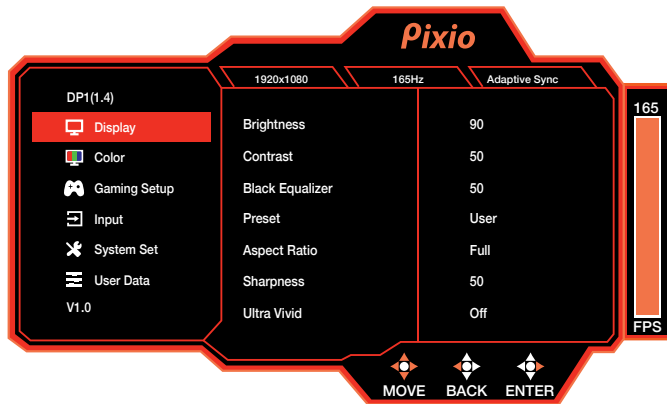 Pixio
1920x1080 165Hz Adaptive Sync
DP1(1.4)
Display
Color
Gaming Setup
Input
System Set
User Data
V1.0
Brightness 90
Contrast 50
Black Equalizer 50
Preset User
Aspect Ratio Full
Sharpness 50
Ultra Vivid Off
165
FPS
MOVE BACK ENTER